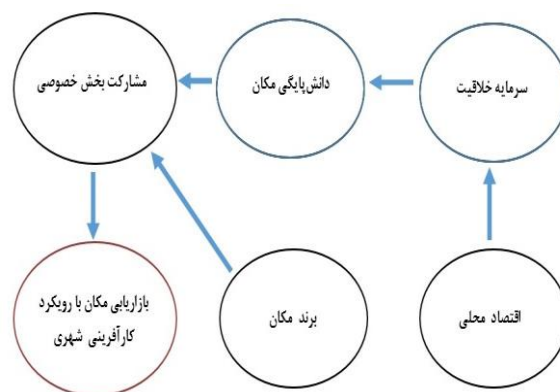 سرمایه خلاقیت
دانش‌پایگی مکان
مشارکت بخش خصوصی
اقتصاد محلی
برند مکان
بازاریابی مکان با رویکرد
کارآفرینی شهری